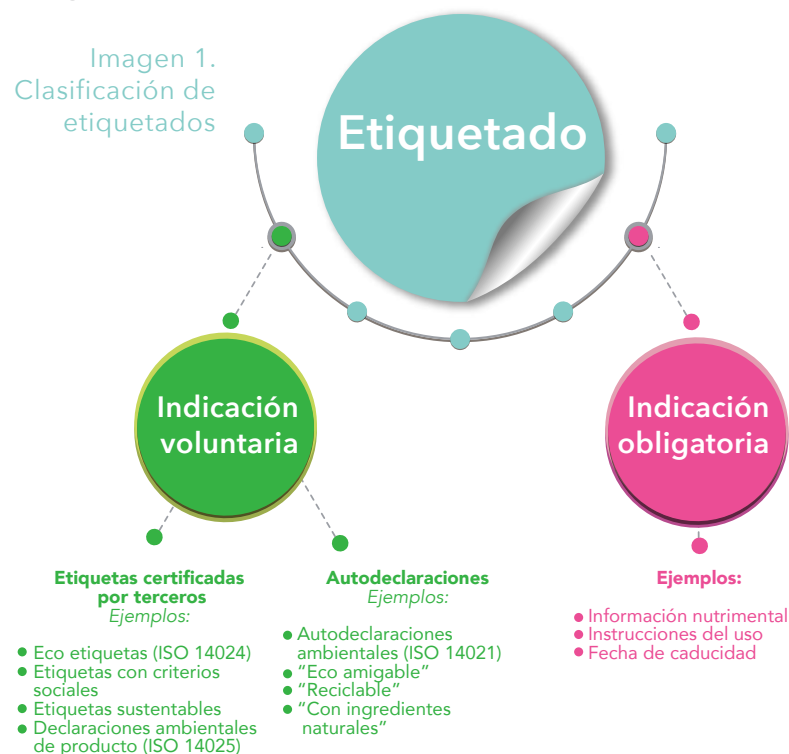 Imagen 1.
Clasificación de
etiquetados
Etiquetado
Indicación
voluntaria
Indicación
obligatoria
Etiquetas certificadas
por terceros
Ejemplos:
Eco etiquetas (ISO 14024)
Etiquetas con criterios
sociales
Etiquetas sustentables
Declaraciones ambientales
de producto (ISO 14025)
Autodeclaraciones
Ejemplos:
Autodeclaraciones
ambientales (ISO 14021)
“Eco amigable”
“Reciclable”
“Con ingredientes
naturales”
Ejemplos:
Información nutrimental
Instrucciones del uso
Fecha de caducidad